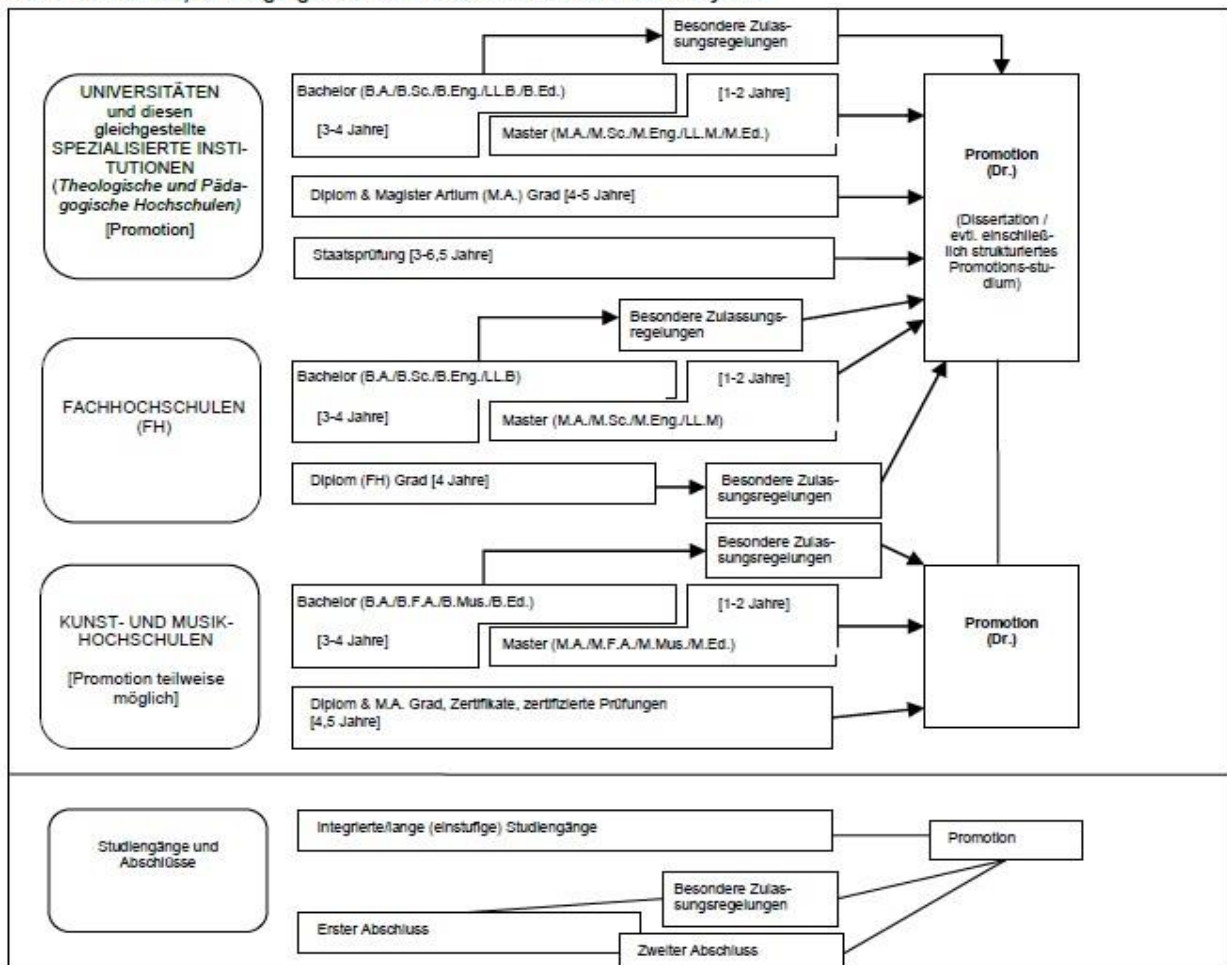 Besondere Zulas-
sungsregelungen
UNIVERSITÄTEN
und diesen
gleichgestellte
SPEZIALISIERTE INSTI-
TUTIONEN
(Theologische und Päda-
gogische Hochschulen)
[Promotion]
Bachelor (B.A./B.Sc./B.Eng./LL.B./B.Ed.)
[3-4 Jahre]
[1-2 Jahre]
Master (M.A./M.Sc./M.Eng./LL.M./M.Ed.)
Diplom & Magister Artium (M.A.) Grad [4-5 Jahre]
Staatsprüfung [3-6,5 Jahre]
Promotion
(Dr.)
(Dissertation /
evtl. einschließ-
lich strukturiertes
Promotions-stu-
dium)
FACHHOCHSCHULEN
(FH)
Besondere Zulassungs-
regelungen
Bachelor (B.A./B.Sc./B.Eng./LL.B)
[3-4 Jahre]
[1-2 Jahre]
Master (M.A./M.Sc./M.Eng./LL.M)
Diplom (FH) Grad [4 Jahre]
Besondere Zulas-
sungsregelungen
KUNST- UND MUSIK-
HOCHSCHULEN
[Promotion teilweise
möglich]
Besondere Zulas-
sungsregelungen
Bachelor (B.A./B.F.A./B.Mus./B.Ed.)
[3-4 Jahre]
[1-2 Jahre]
Master (M.A./M.F.A./M.Mus./M.Ed.)
Diplom & M.A. Grad, Zertifikate, zertifizierte Prüfungen
[4,5 Jahre]
Promotion
(Dr.)
Studiengänge und
Abschlüsse
Integrierte/lange (einstufige) Studiengänge
Promotion
Besondere Zulas-
sungsregelungen
Erster Abschluss
Zweiter Abschluss